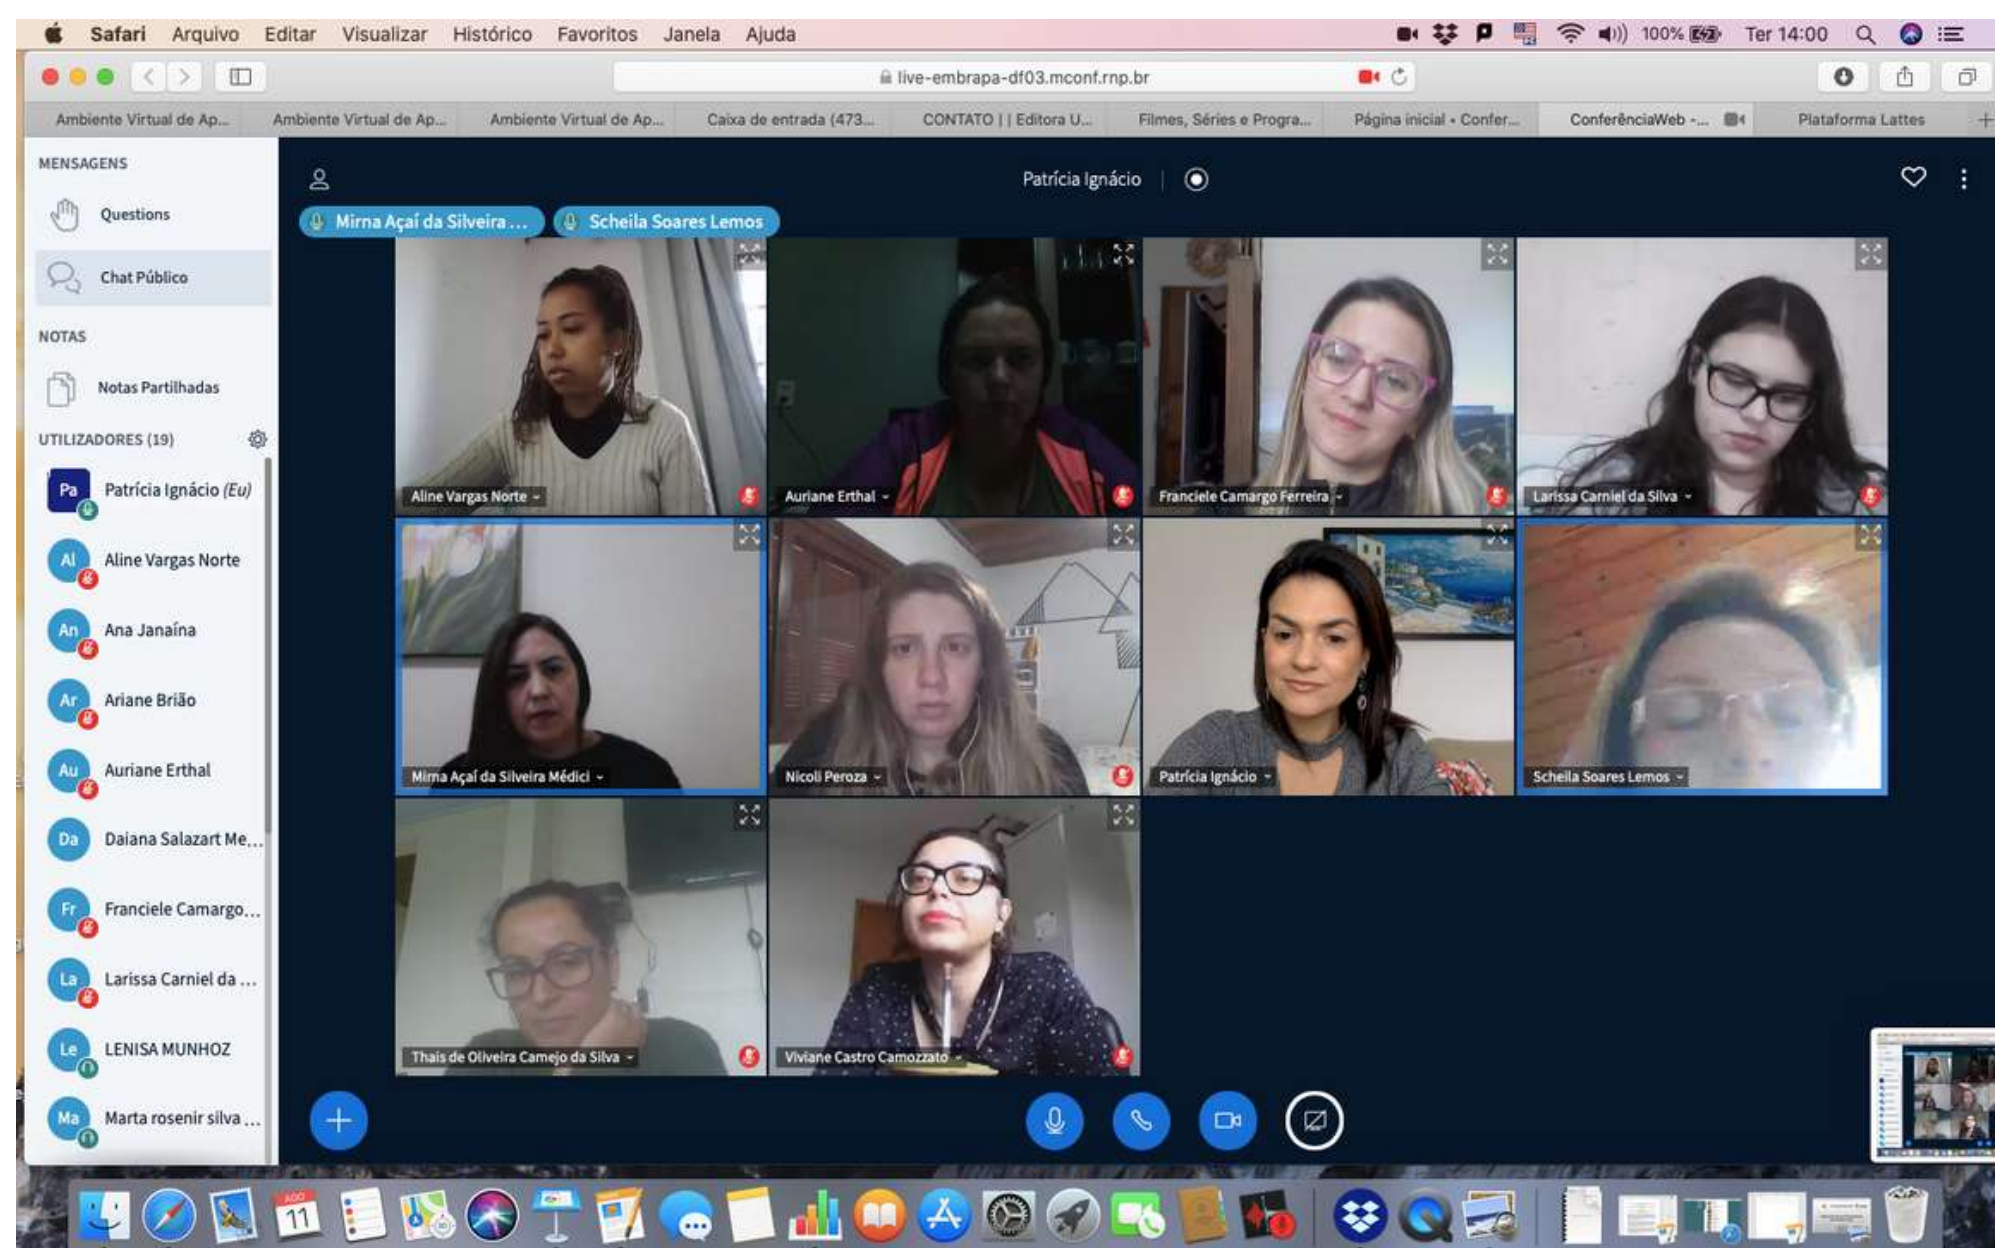 Safari Arquivo Editar Visualizar Histórico Favoritos Janela Ajuda 100% Ter 14:00
live-embrapa-df03.mconf.rnp.br
Ambiente Virtual de Ap... Ambiente Virtual de Ap... Ambiente Virtual de Ap... Caixa de entrada (473... CONTATO | | Editora U... Filmes, Séries e Progra... Página inicial • Confer... ConferênciaWeb -... Plataforma Lattes
MENSAGENS
Questions
Chat Público
NOTAS
Notas Partilhadas
UTILIZADORES (19)
Pa Patrícia Ignácio (Eu)
Al Aline Vargas Norte
An Ana Janaína
Ar Ariane Brião
Au Auriane Erthal
Da Daiana Salazart Me...
Fr Franciele Camargo...
La Larissa Carniel da ...
Le LENISA MUNHOZ
Ma Marta rosenir silva ...
Patrícia Ignácio
Mirna Açaí da Silveira ... Scheila Soares Lemos
Aline Vargas Norte Auriane Erthal Franciele Camargo Ferreira Larissa Carniel da Silva
Mirna Açaí da Silveira Médici Nicoli Peroza Patrícia Ignácio Scheila Soares Lemos
Thais de Oliveira Camejo da Silva Viviane Castro Camozzato
AGO
11